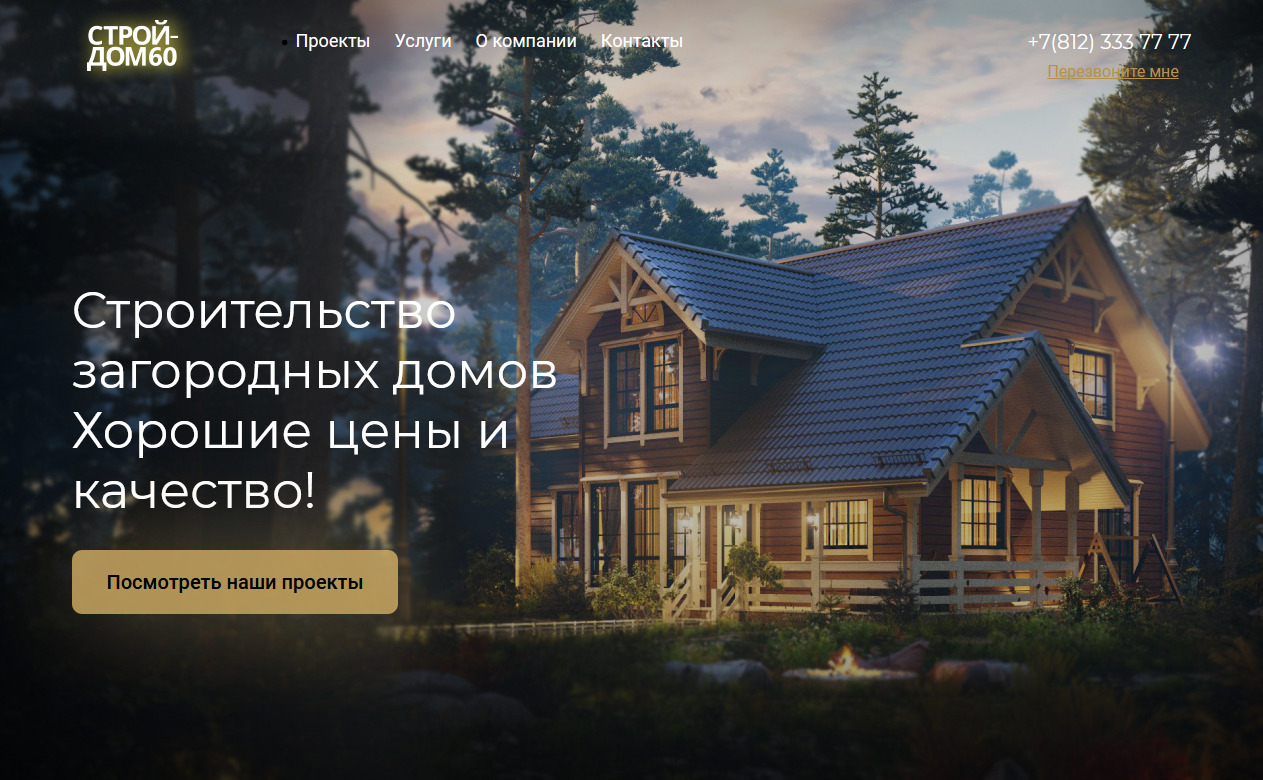 СТРОЙ-
ДОМ60
Проекты Услуги О компании Контакты
+7(812) 333 77 77
Перезвоните мне
Строительство
загородных домов
Хорошие цены и
качество!
Посмотреть наши проекты